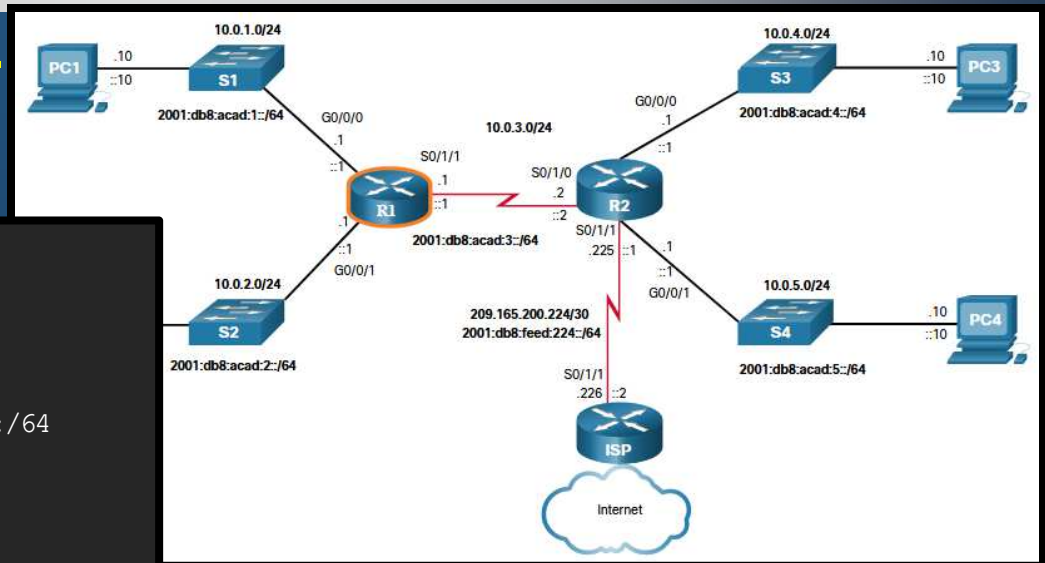 10.0.1.0/24
10.0.4.0/24
PC1
.10
::10
S1
2001:db8:acad:1::/64
S3
2001:db8:acad:4::/64
.10
::10
PC3
G0/0/0
.1
::1
10.0.3.0/24
G0/0/0
.1
::1
S0/1/1
.1
::1
R1
S0/1/0
.2
::2
R2
2001:db8:acad:3::/64
.1
::1
G0/0/1
S0/1/1
.225
::1
.1
::1
G0/0/1
10.0.2.0/24
S2
2001:db8:acad:2::/64
209.165.200.224/30
2001:db8:feed:224::/64
10.0.5.0/24
S4
2001:db8:acad:5::/64
.10
::10
PC4
S0/1/1
.226
::2
ISP
Internet
:/64